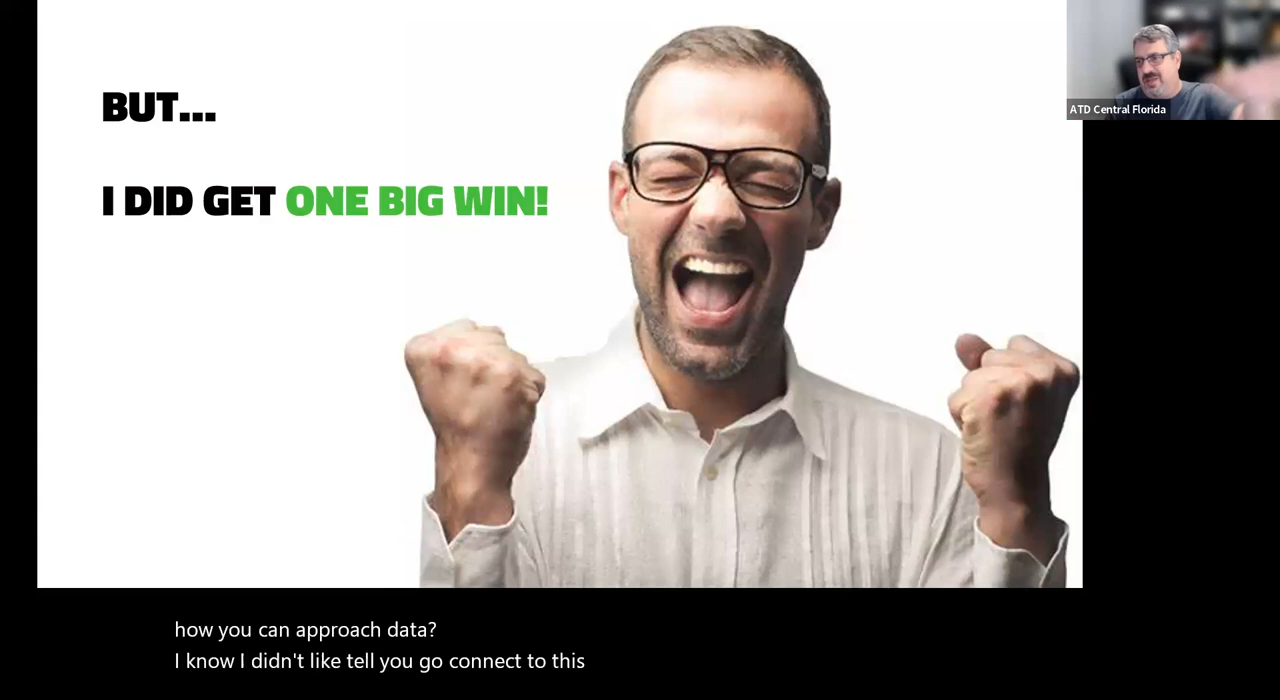 BUT...
I DID GET ONE BIG WIN!
ATD Central Florida
how you can approach data?
I know I didn't like tell you go connect to this